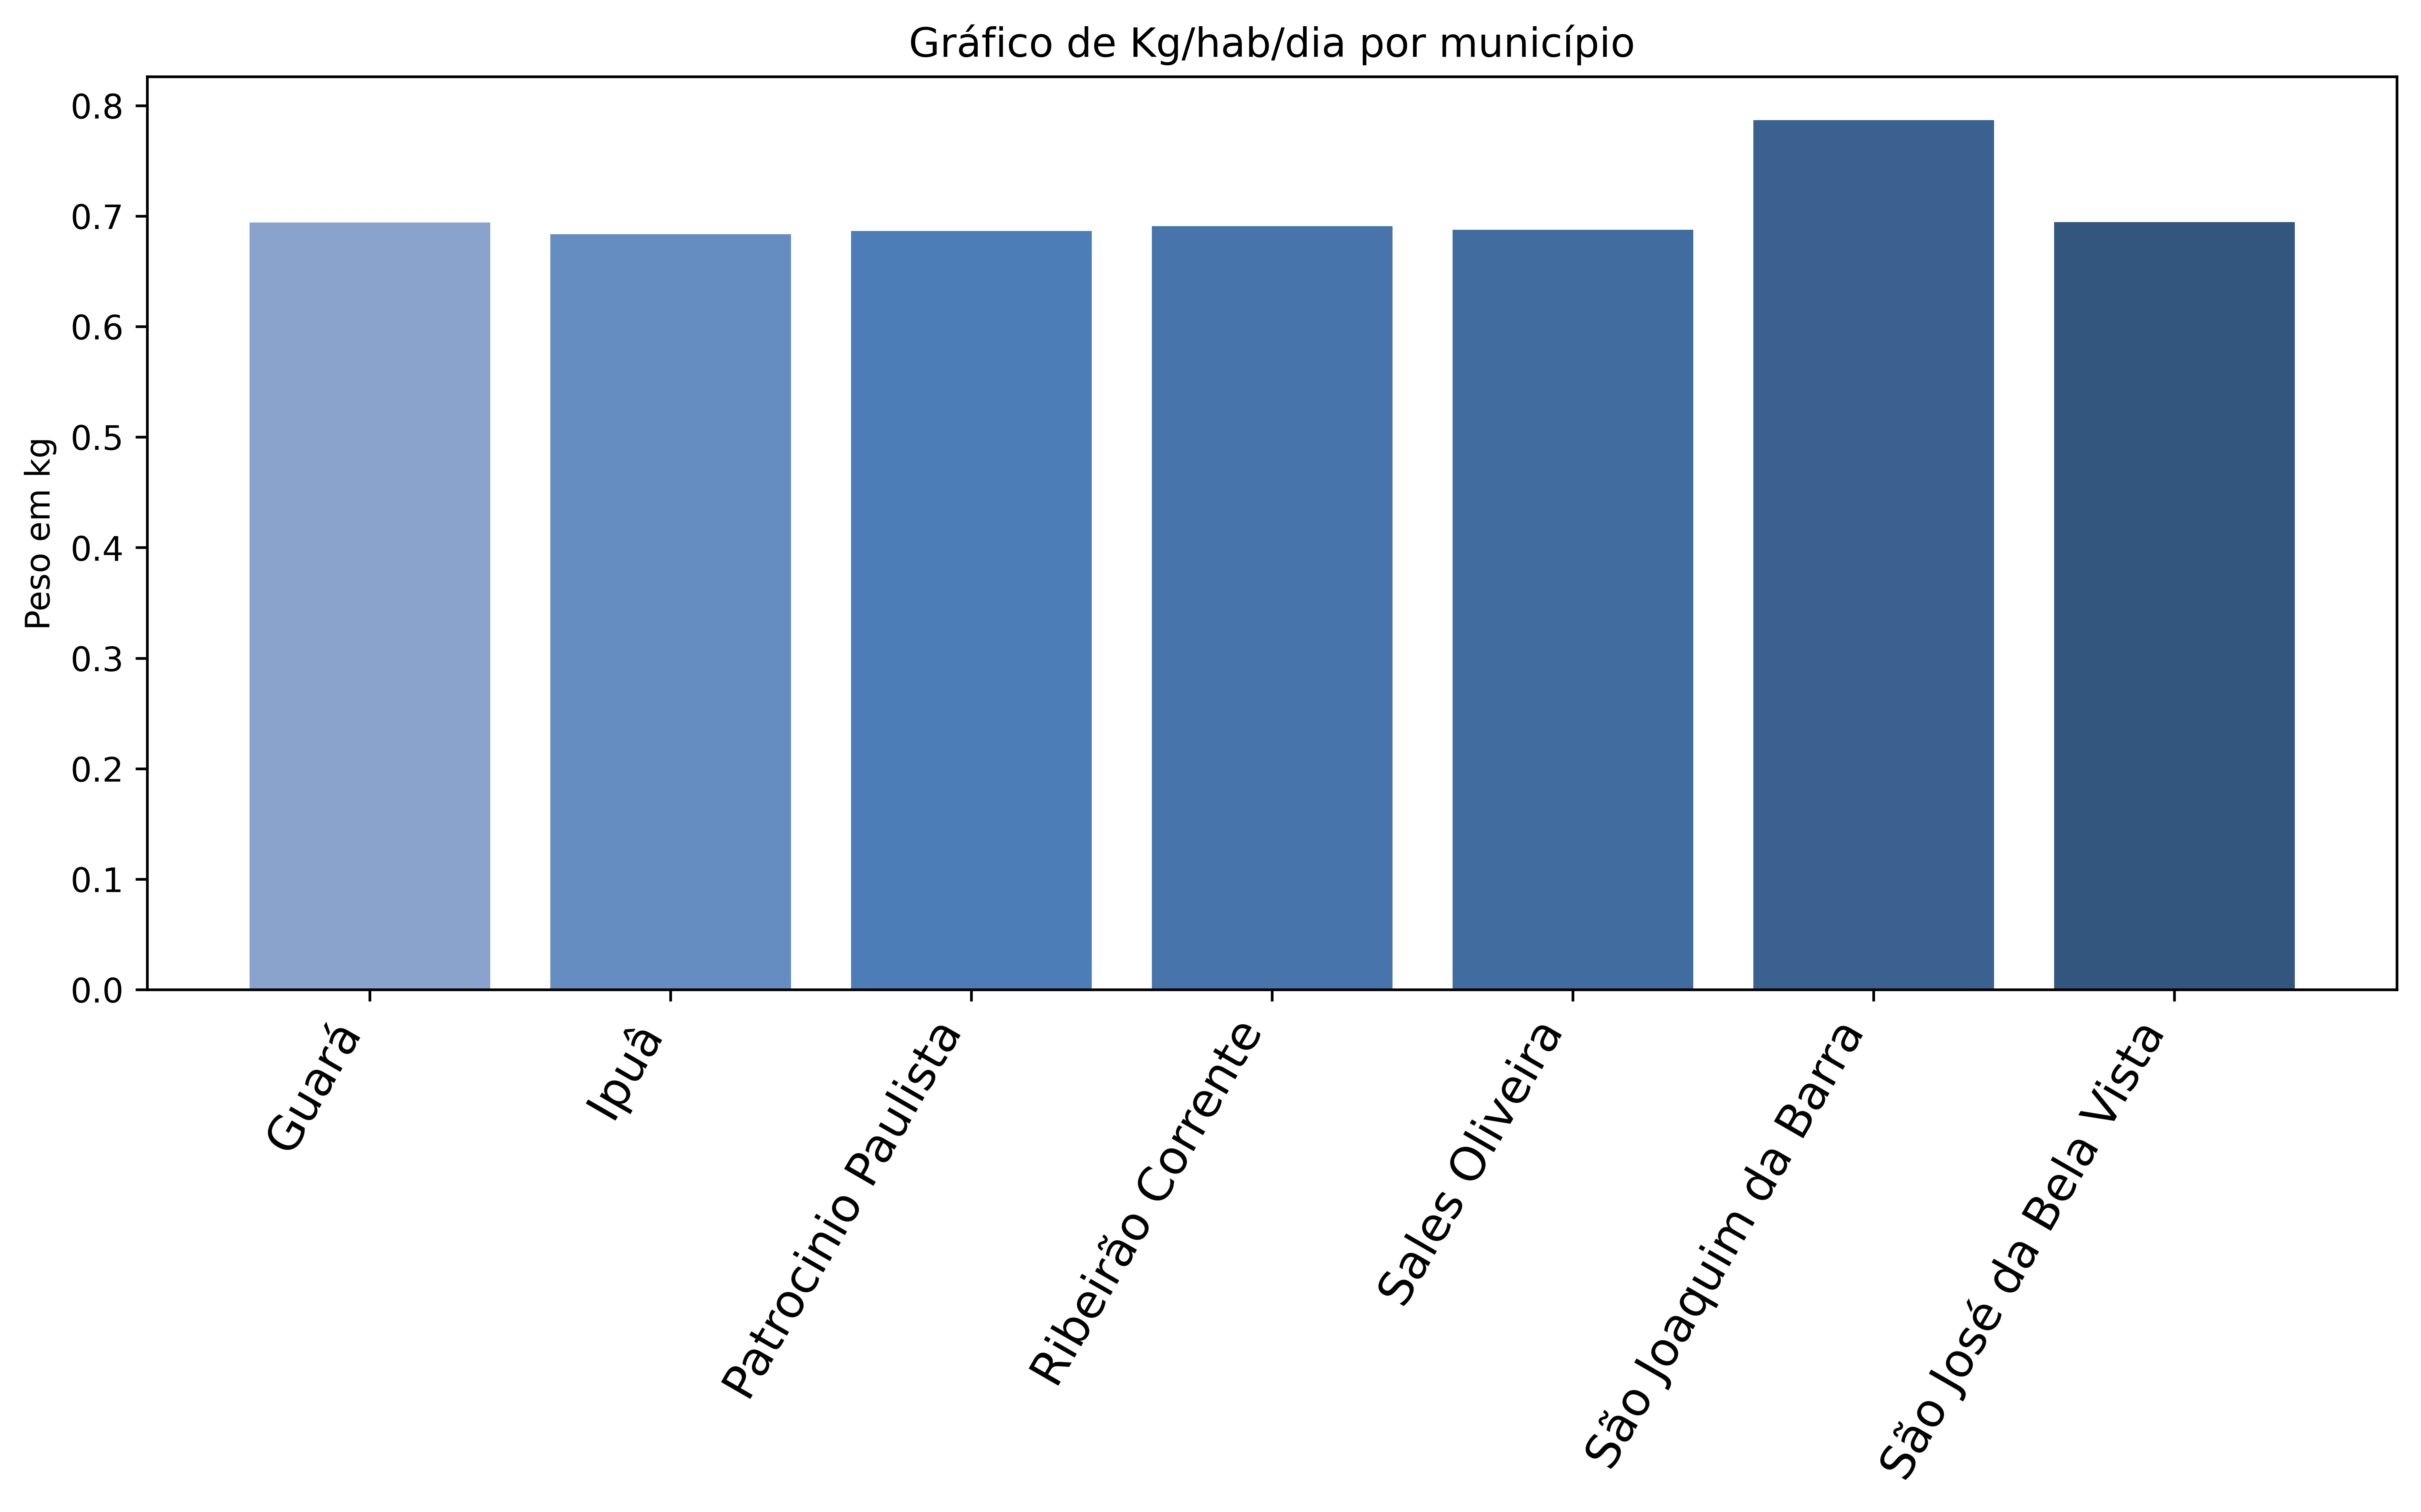 Gráfico de Kg/hab/dia por município
Peso em kg
0.8
0.7
0.6
0.5
0.4
0.3
0.2
0.1
0.0
Guará
Ipuâ
Patrocinio Paulista
Ribeirão Corrente
Sales Oliveira
São Joaquim da Barra
São José da Bela Vista